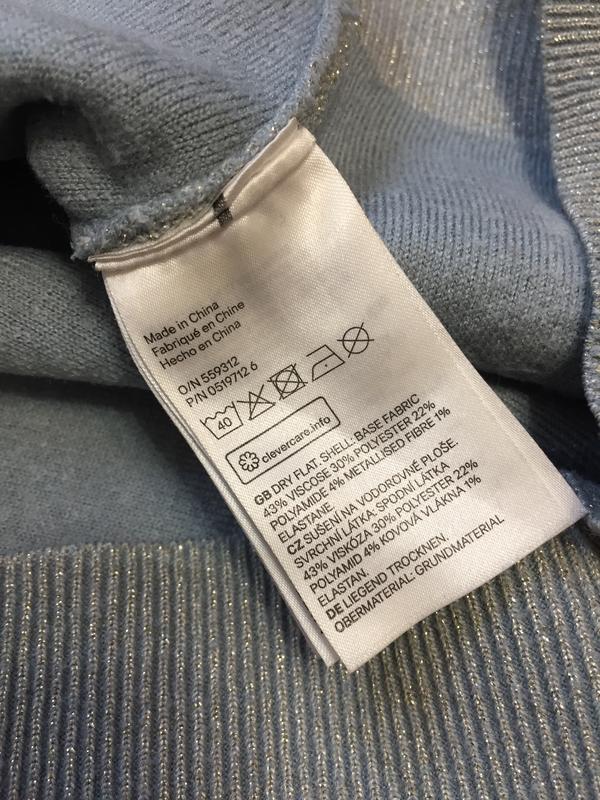 Made in China
Fabriqué en Chine
Hecho en China
O/N 559312
P/N 0519712 6
40
clevercare.info
GB DRY FLAT. SHELL: BASE FABRIC
43% VISCOSE 30% POLYESTER 22%
POLYAMIDE 4% METALLISED FIBRE 1%
ELASTANE.
CZ SUŠENÍ NA VODOROVNÉ PLOŠE.
SVRCHNÍ LÁTKA: SPODNÍ LÁTKA
43% VISKÓZA 30% POLYESTER 22%
POLYAMID 4% KOVOVÁ VLÁKNA 1%
ELASTAN.
DE LIEGEND TROCKNEN.
OBERMATERIAL: GRUNDMATERIAL